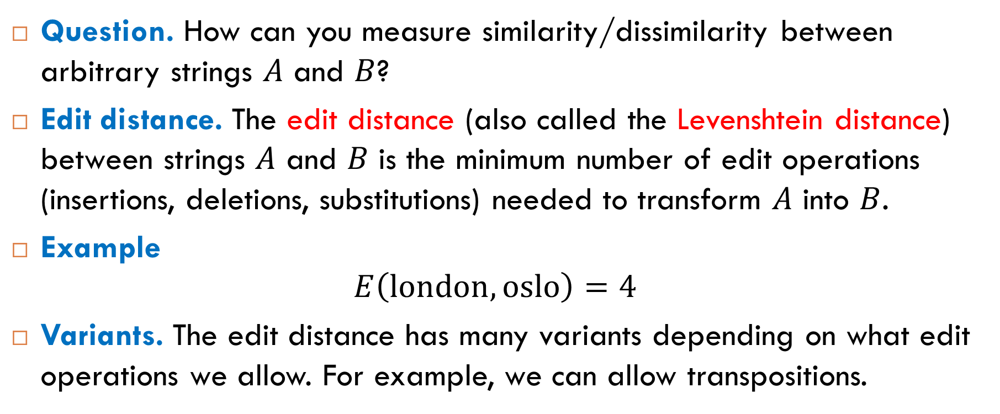 Question. How can you measure similarity/dissimilarity between
arbitrary strings A and B?
Edit distance. The edit distance (also called the Levenshtein distance)
between strings A and B is the minimum number of edit operations
(insertions, deletions, substitutions) needed to transform A into B.
Example
E(london, oslo) = 4
Variants. The edit distance has many variants depending on what edit
operations we allow. For example, we can allow transpositions.